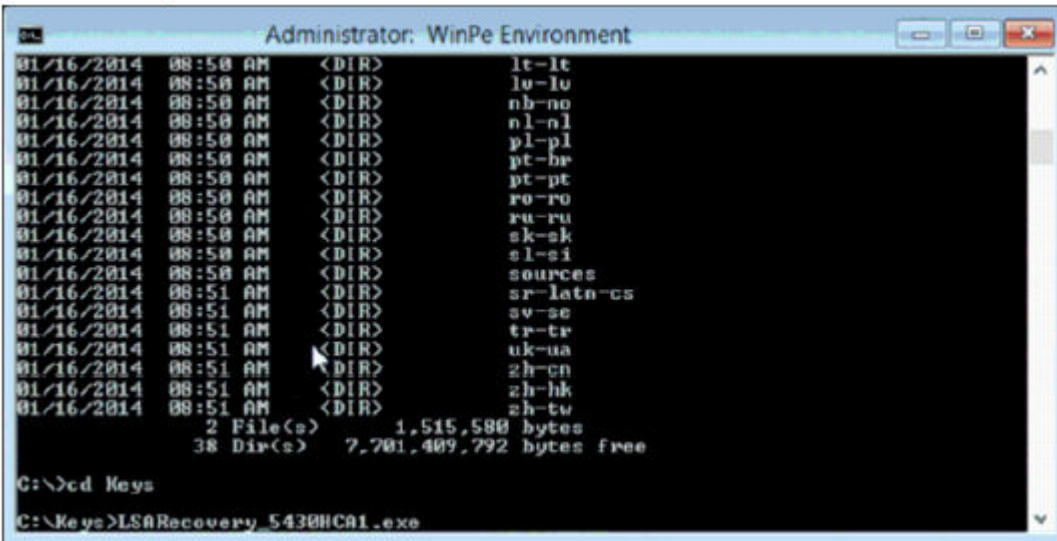 Administrator: WinPe Environment
01/16/2014 08:50 AM <DIR> lt-lt
01/16/2014 08:50 AM <DIR> lv-lv
01/16/2014 08:50 AM <DIR> nb-no
01/16/2014 08:50 AM <DIR> nl-nl
01/16/2014 08:50 AM <DIR> pl-pl
01/16/2014 08:50 AM <DIR> pt-br
01/16/2014 08:50 AM <DIR> pt-pt
01/16/2014 08:50 AM <DIR> ro-ro
01/16/2014 08:50 AM <DIR> ru-ru
01/16/2014 08:50 AM <DIR> sk-sk
01/16/2014 08:50 AM <DIR> sl-si
01/16/2014 08:50 AM <DIR> sources
01/16/2014 08:51 AM <DIR> sr-latn-cs
01/16/2014 08:51 AM <DIR> sv-se
01/16/2014 08:51 AM <DIR> tr-tr
01/16/2014 08:51 AM <DIR> uk-ua
01/16/2014 08:51 AM <DIR> zh-cn
01/16/2014 08:51 AM <DIR> zh-hk
01/16/2014 08:51 AM <DIR> zh-tw
2 File(s) 1,515,580 bytes
38 Dir(s) 7,701,409,792 bytes free
C:\>cd Keys
C:\Keys>LSARecovery_5430HCA1.exe